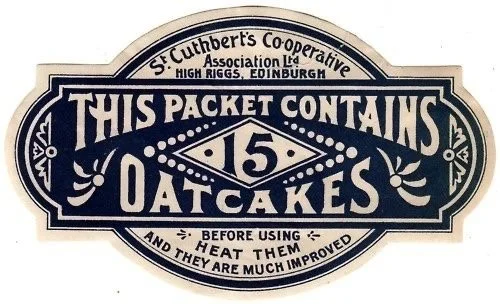 St Cuthbert's Co-operative
Association Ltd
HIGH RIGGS, EDINBURGH
THIS PACKET CONTAINS
15
OATCAKES
BEFORE USING
HEAT THEM
AND THEY ARE MUCH IMPROVED